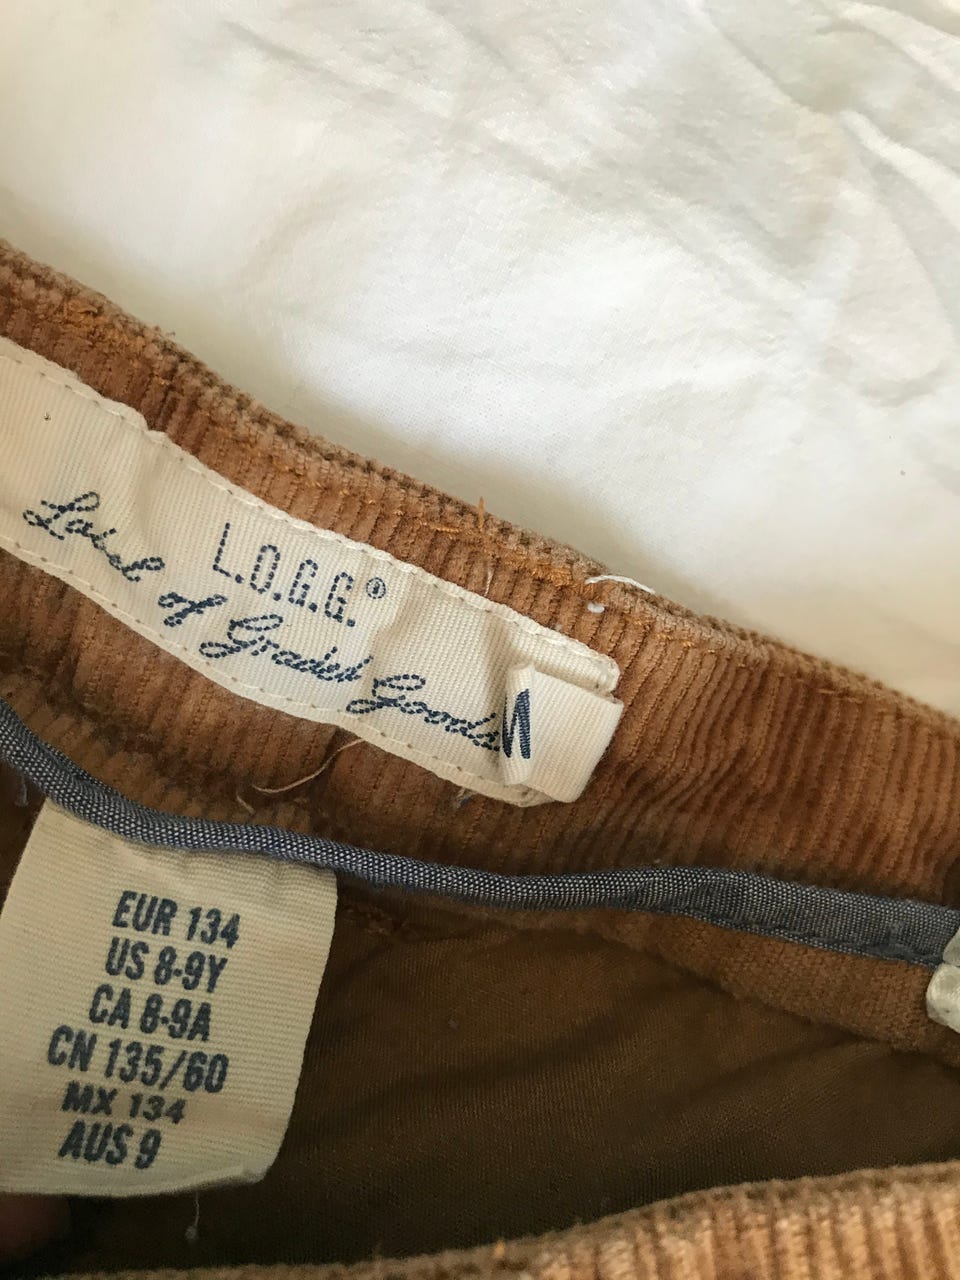 L.O.G.G.®
Label of Graded Goods
EUR 134
US 8-9Y
CA 8-9A
CN 135/60
MX 134
AUS 9